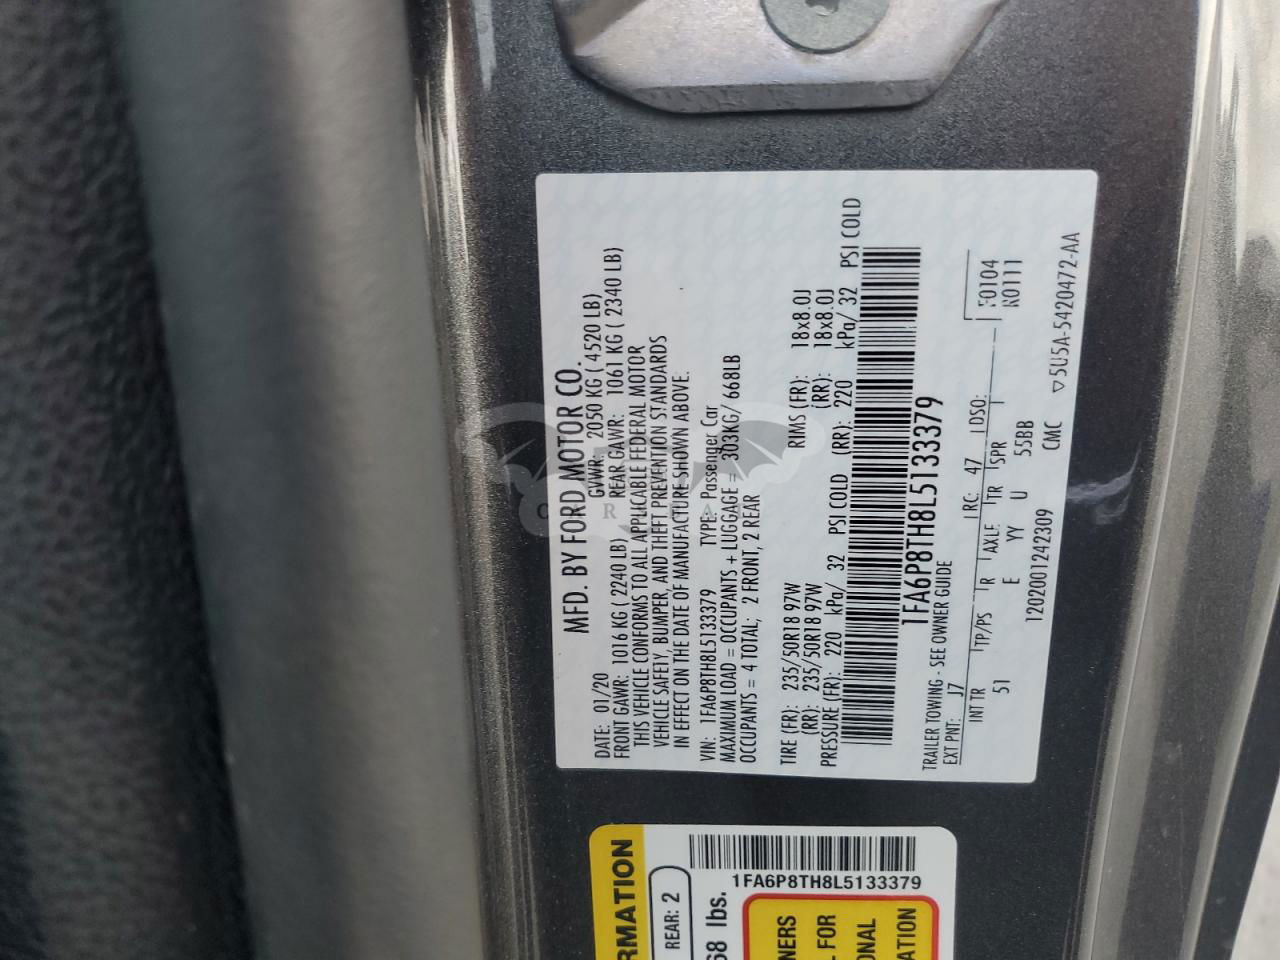 MFD. BY FORD MOTOR CO.
DATE: 01/20 GVWR: 2050 KG ( 4520 LB)
FRONT GAWR: 1016 KG ( 2240 LB) REAR GAWR: 1061 KG ( 2340 LB)
THIS VEHICLE CONFORMS TO ALL APPLICABLE FEDERAL MOTOR
VEHICLE SAFETY, BUMPER, AND THEFT PREVENTION STANDARDS
IN EFFECT ON THE DATE OF MANUFACTURE SHOWN ABOVE.
VIN: 1FA6P8TH8L5133379 TYPE: Passenger Car
MAXIMUM LOAD = OCCUPANTS + LUGGAGE = 303KG/ 668LB
OCCUPANTS = 4 TOTAL; 2 FRONT, 2 REAR
TIRE (FR): 235/50R18 97W RIMS (FR): 18x8.0J
(RR): 235/50R18 97W (RR): 18x8.0J
PRESSURE (FR): 220 kPa/ 32 PSI COLD (RR): 220 kPa/ 32 PSI COLD
1FA6P8TH8L5133379
TRAILER TOWING - SEE OWNER GUIDE
EXT PNT: J7 RC: 47 DSO:
INT TR TP/PS R AXLE TR SPR F0104
51 E YY U 55BB R0111
1202001242309 CMC
▽5U5A-5420472-AA
RMATION
REAR: 2
68 lbs.
1FA6P8TH8L5133379
NERS
FOR
ONAL
ATION